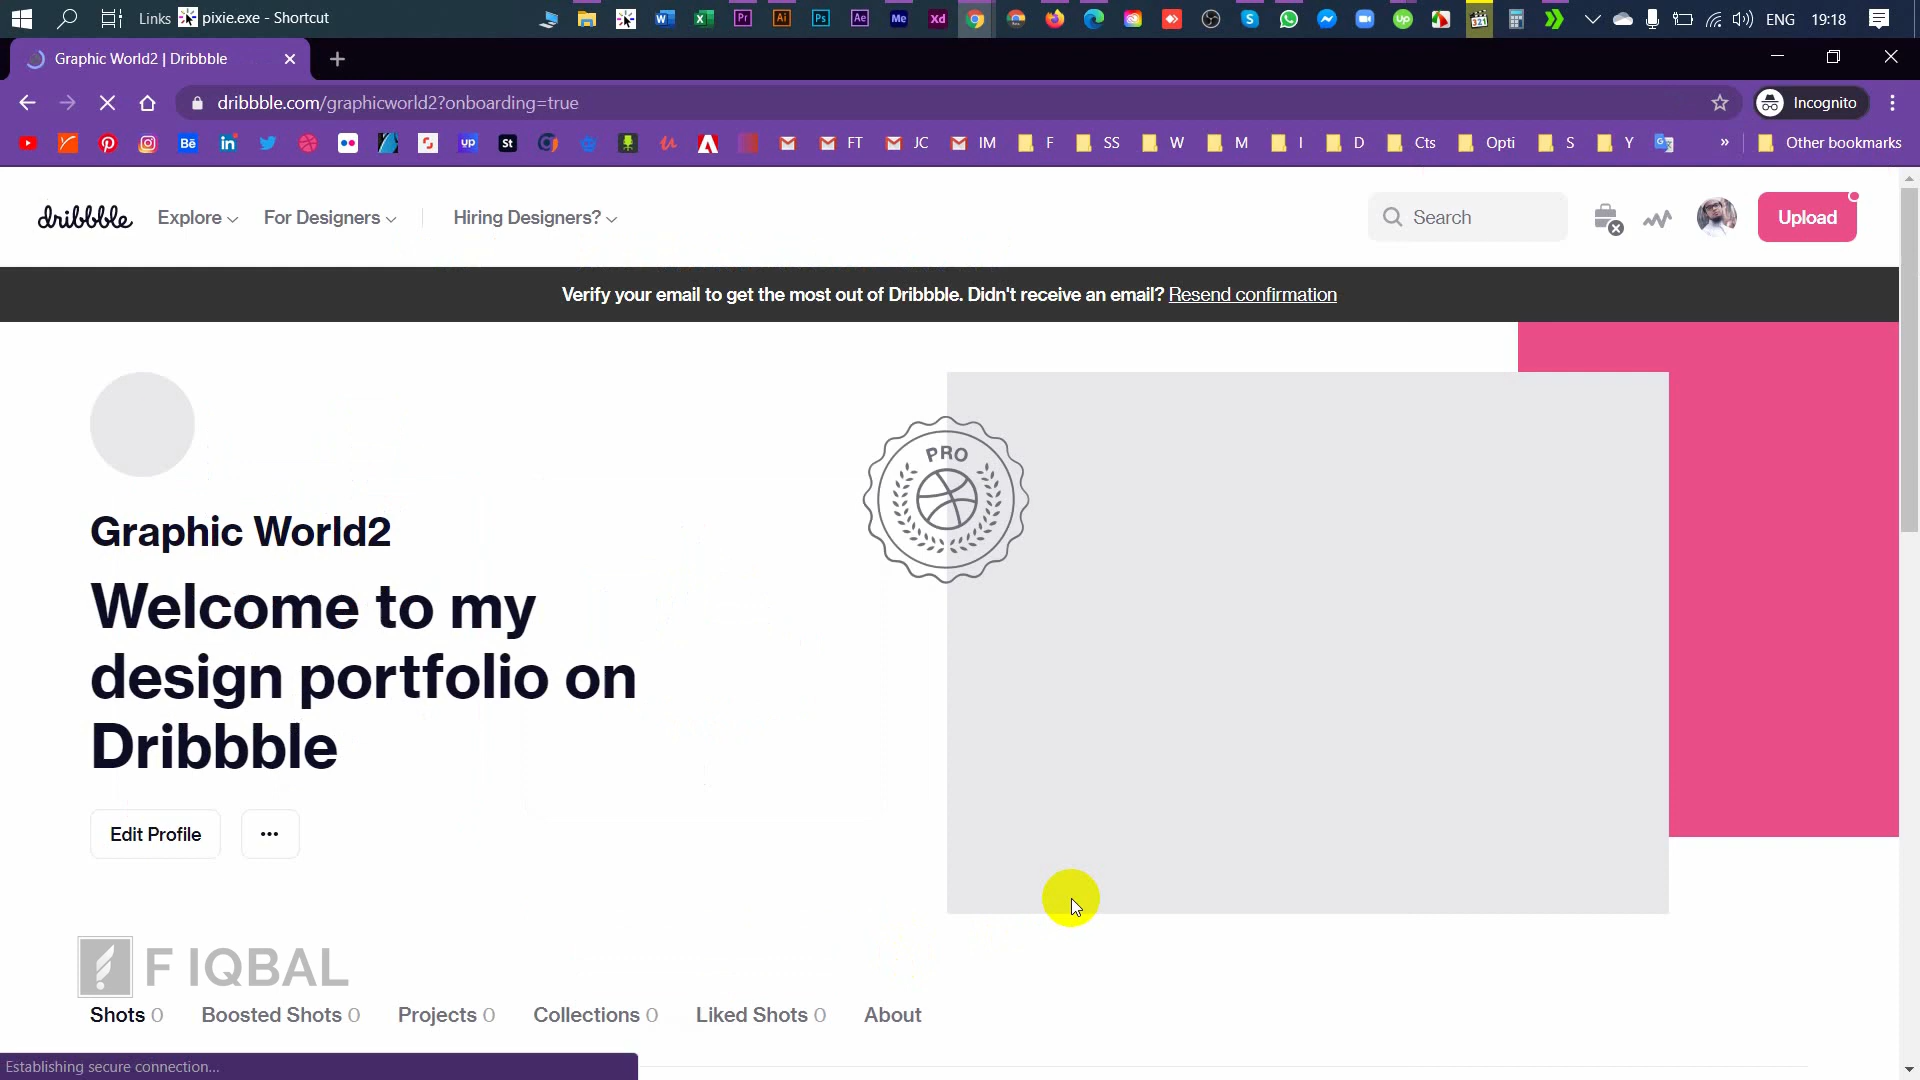 Links pixie.exe - Shortcut
ENG 19:18
Graphic World2 | Dribbble
dribbble.com/graphicworld2?onboarding=true
Incognito
FT JC IM F SS W M I D Cts Opti S Y » Other bookmarks
dribbble Explore For Designers Hiring Designers? Search Upload
Verify your email to get the most out of Dribbble. Didn't receive an email? Resend confirmation
PRO
Graphic World2
Welcome to my
design portfolio on
Dribbble
Edit Profile
F IQBAL
Shots 0 Boosted Shots 0 Projects 0 Collections 0 Liked Shots 0 About
Establishing secure connection...